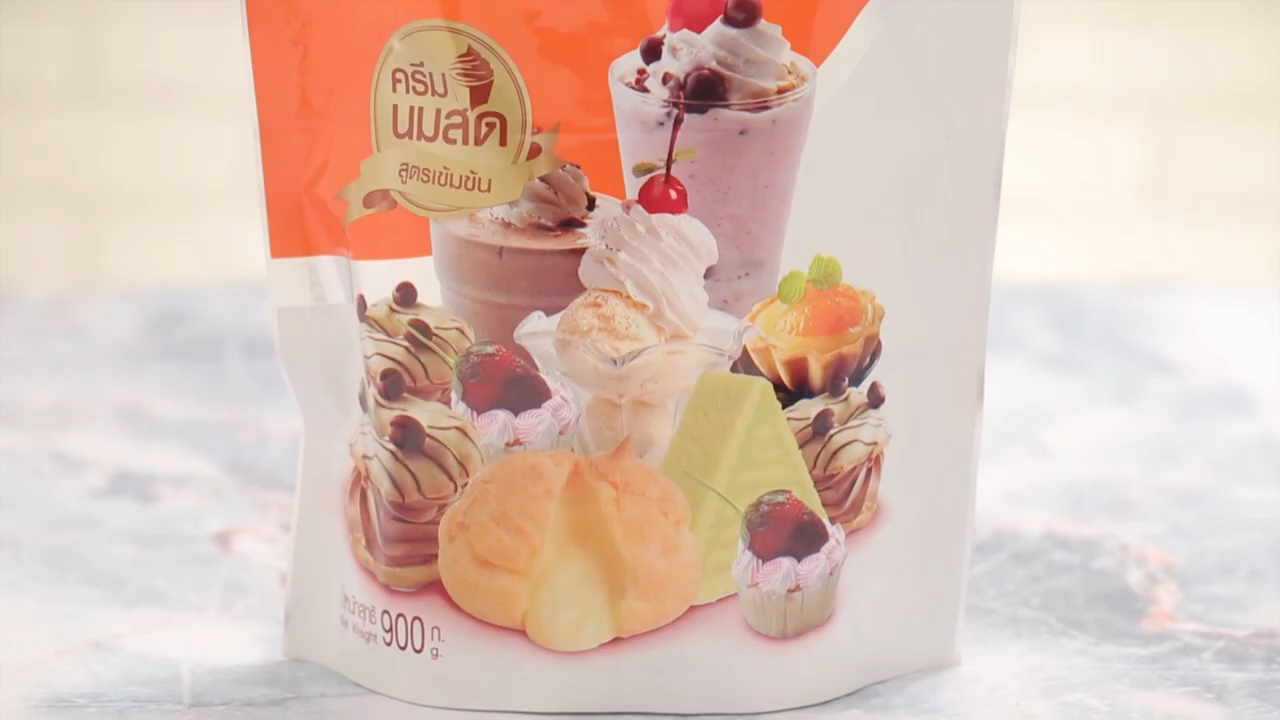 ครีม
นมสด
สูตรเข้มข้น
น้ำหนักสุทธิ 900 ก.
Net Weight g.